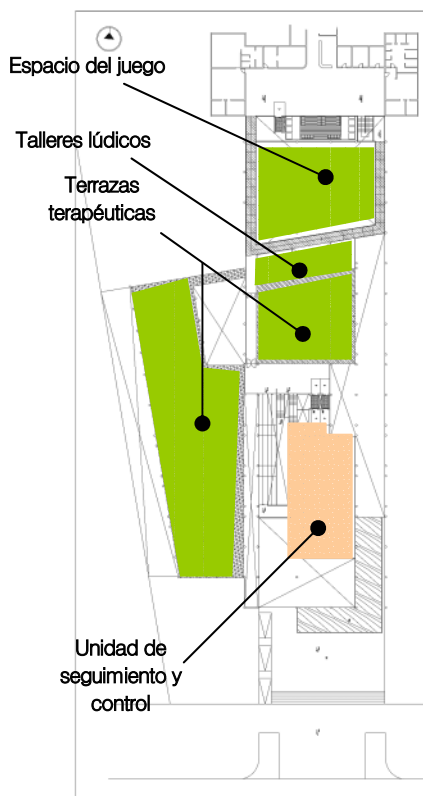 Espacio del juego
Talleres lúdicos
Terrazas
terapéuticas
Unidad de
seguimiento y
control